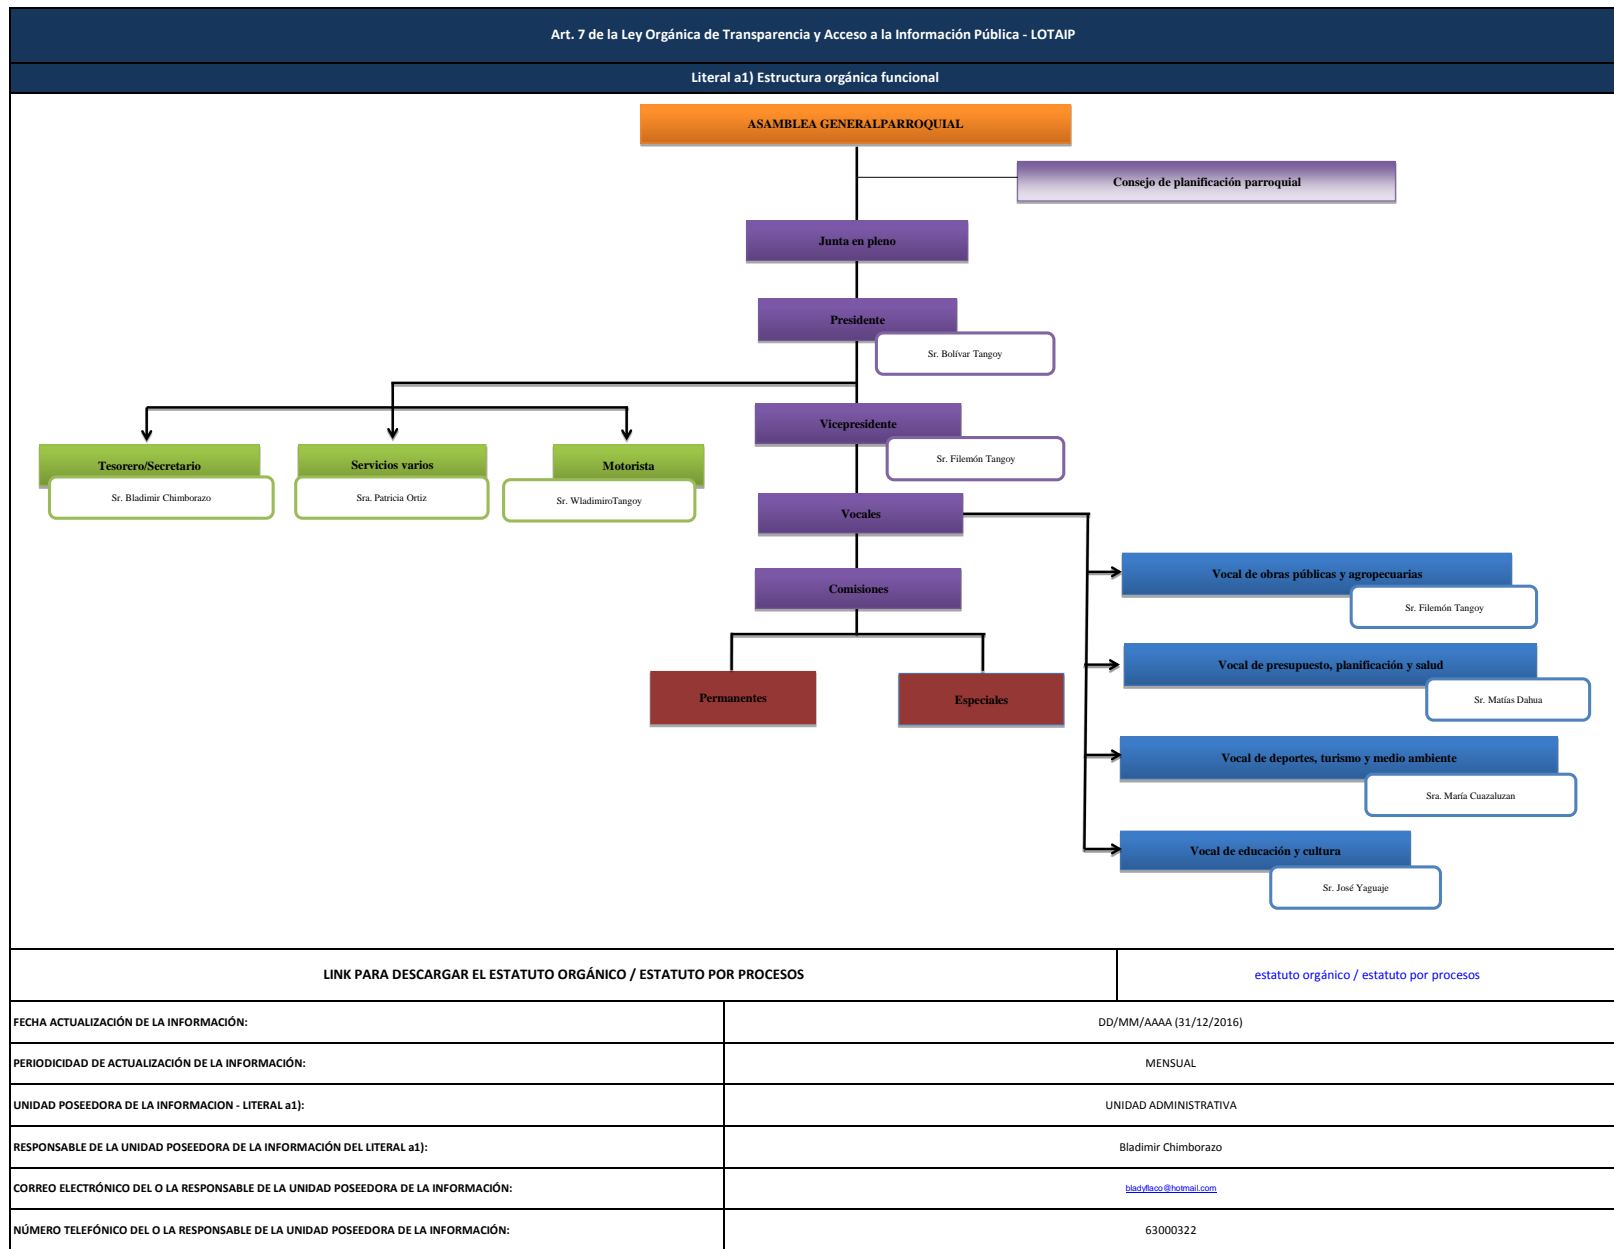 Art. 7 de la Ley Orgánica de Transparencia y Acceso a la Información Pública - LOTAIP
Literal a1) Estructura orgánica funcional
ASAMBLEA GENERALPARROQUIAL
Consejo de planificación parroquial
Junta en pleno
Presidente
Sr. Bolívar Tangoy
Vicepresidente
Sr. Filemón Tangoy
Tesorero/Secretario
Sr. Bladimir Chimborazo
Servicios varios
Sra. Patricia Ortiz
Motorista
Sr. WladimiroTangoy
Vocales
Comisiones
Permanentes
Especiales
Vocal de obras públicas y agropecuarias
Sr. Filemón Tangoy
Vocal de presupuesto, planificación y salud
Sr. Matías Dahua
Vocal de deportes, turismo y medio ambiente
Sra. María Cuazaluzan
Vocal de educación y cultura
Sr. José Yaguaje
LINK PARA DESCARGAR EL ESTATUTO ORGÁNICO / ESTATUTO POR PROCESOS
estatuto orgánico / estatuto por procesos
FECHA ACTUALIZACIÓN DE LA INFORMACIÓN:
DD/MM/AAAA (31/12/2016)
PERIODICIDAD DE ACTUALIZACIÓN DE LA INFORMACIÓN:
MENSUAL
UNIDAD POSEEDORA DE LA INFORMACION - LITERAL a1):
UNIDAD ADMINISTRATIVA
RESPONSABLE DE LA UNIDAD POSEEDORA DE LA INFORMACIÓN DEL LITERAL a1):
Bladimir Chimborazo
CORREO ELECTRÓNICO DEL O LA RESPONSABLE DE LA UNIDAD POSEEDORA DE LA INFORMACIÓN:
bladyflaco@hotmail.com
NÚMERO TELEFÓNICO DEL O LA RESPONSABLE DE LA UNIDAD POSEEDORA DE LA INFORMACIÓN:
63000322